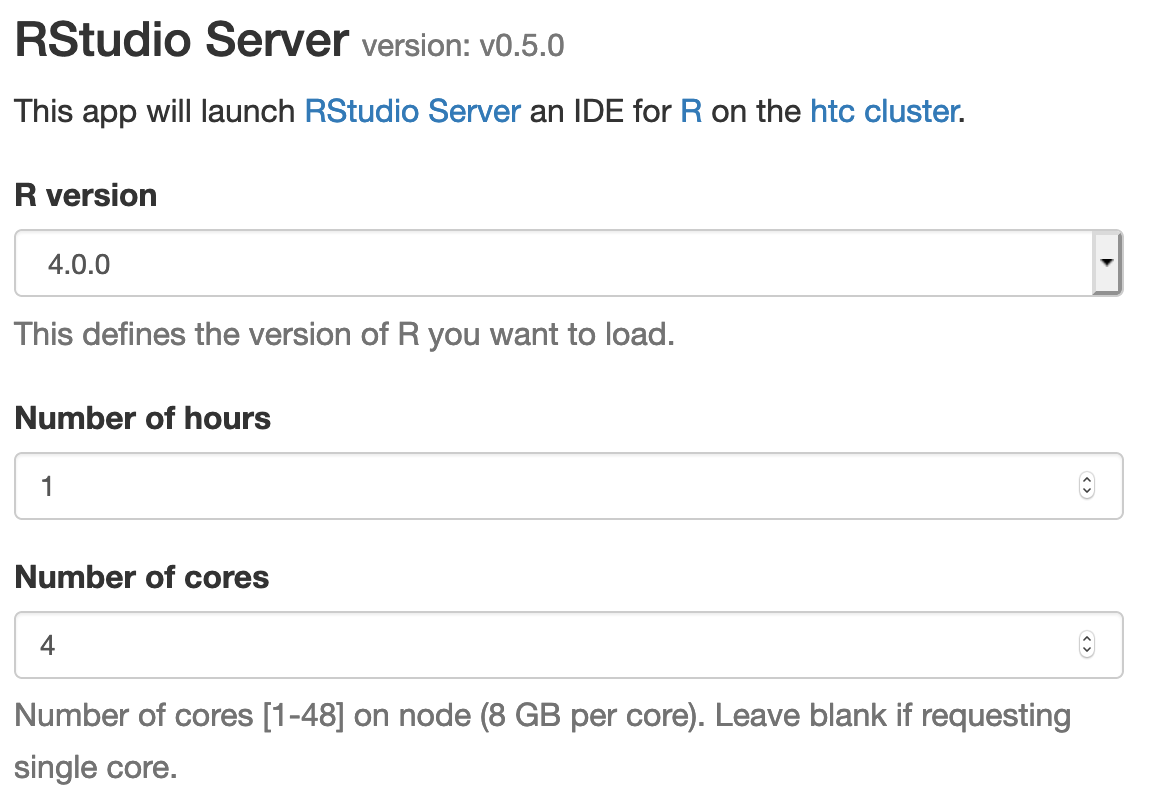 RStudio Server version: v0.5.0
This app will launch RStudio Server an IDE for R on the htc cluster.
R version
4.0.0
This defines the version of R you want to load.
Number of hours
1
Number of cores
4
Number of cores [1-48] on node (8 GB per core). Leave blank if requesting
single core.